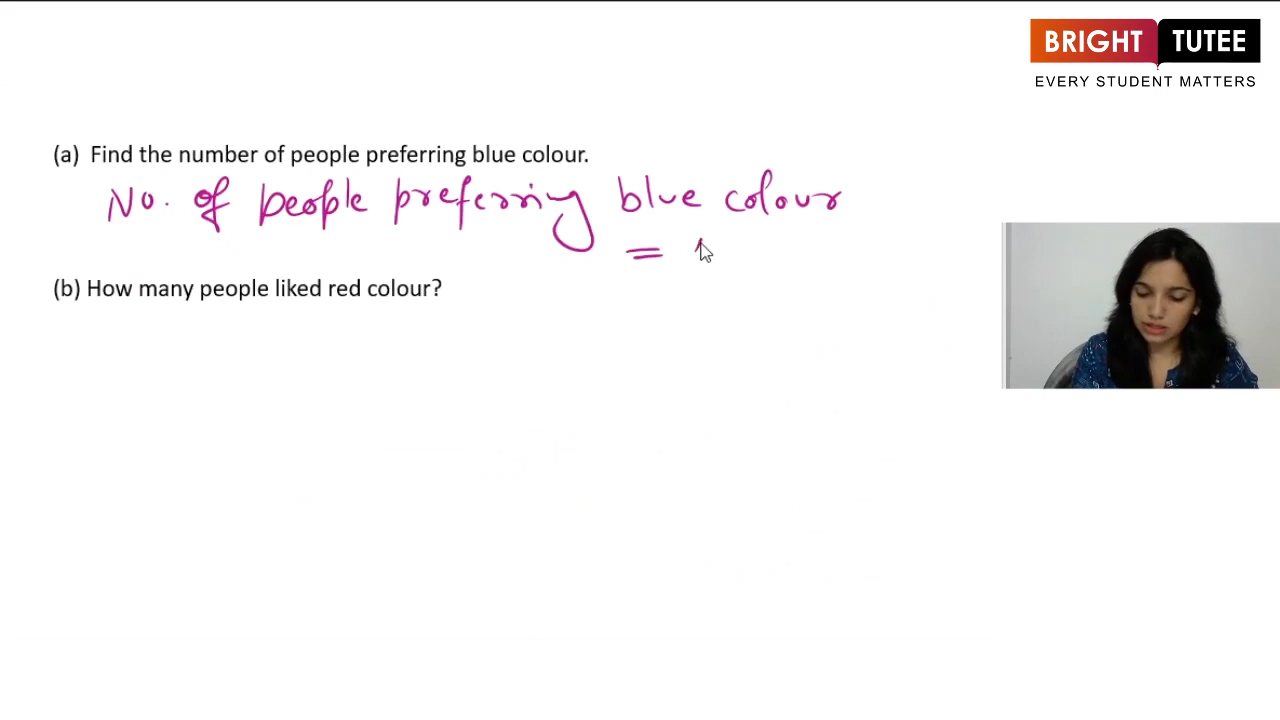 BRIGHT TUTEE
EVERY STUDENT MATTERS
(a) Find the number of people preferring blue colour.
No. of people preferring blue colour
=
(b) How many people liked red colour?